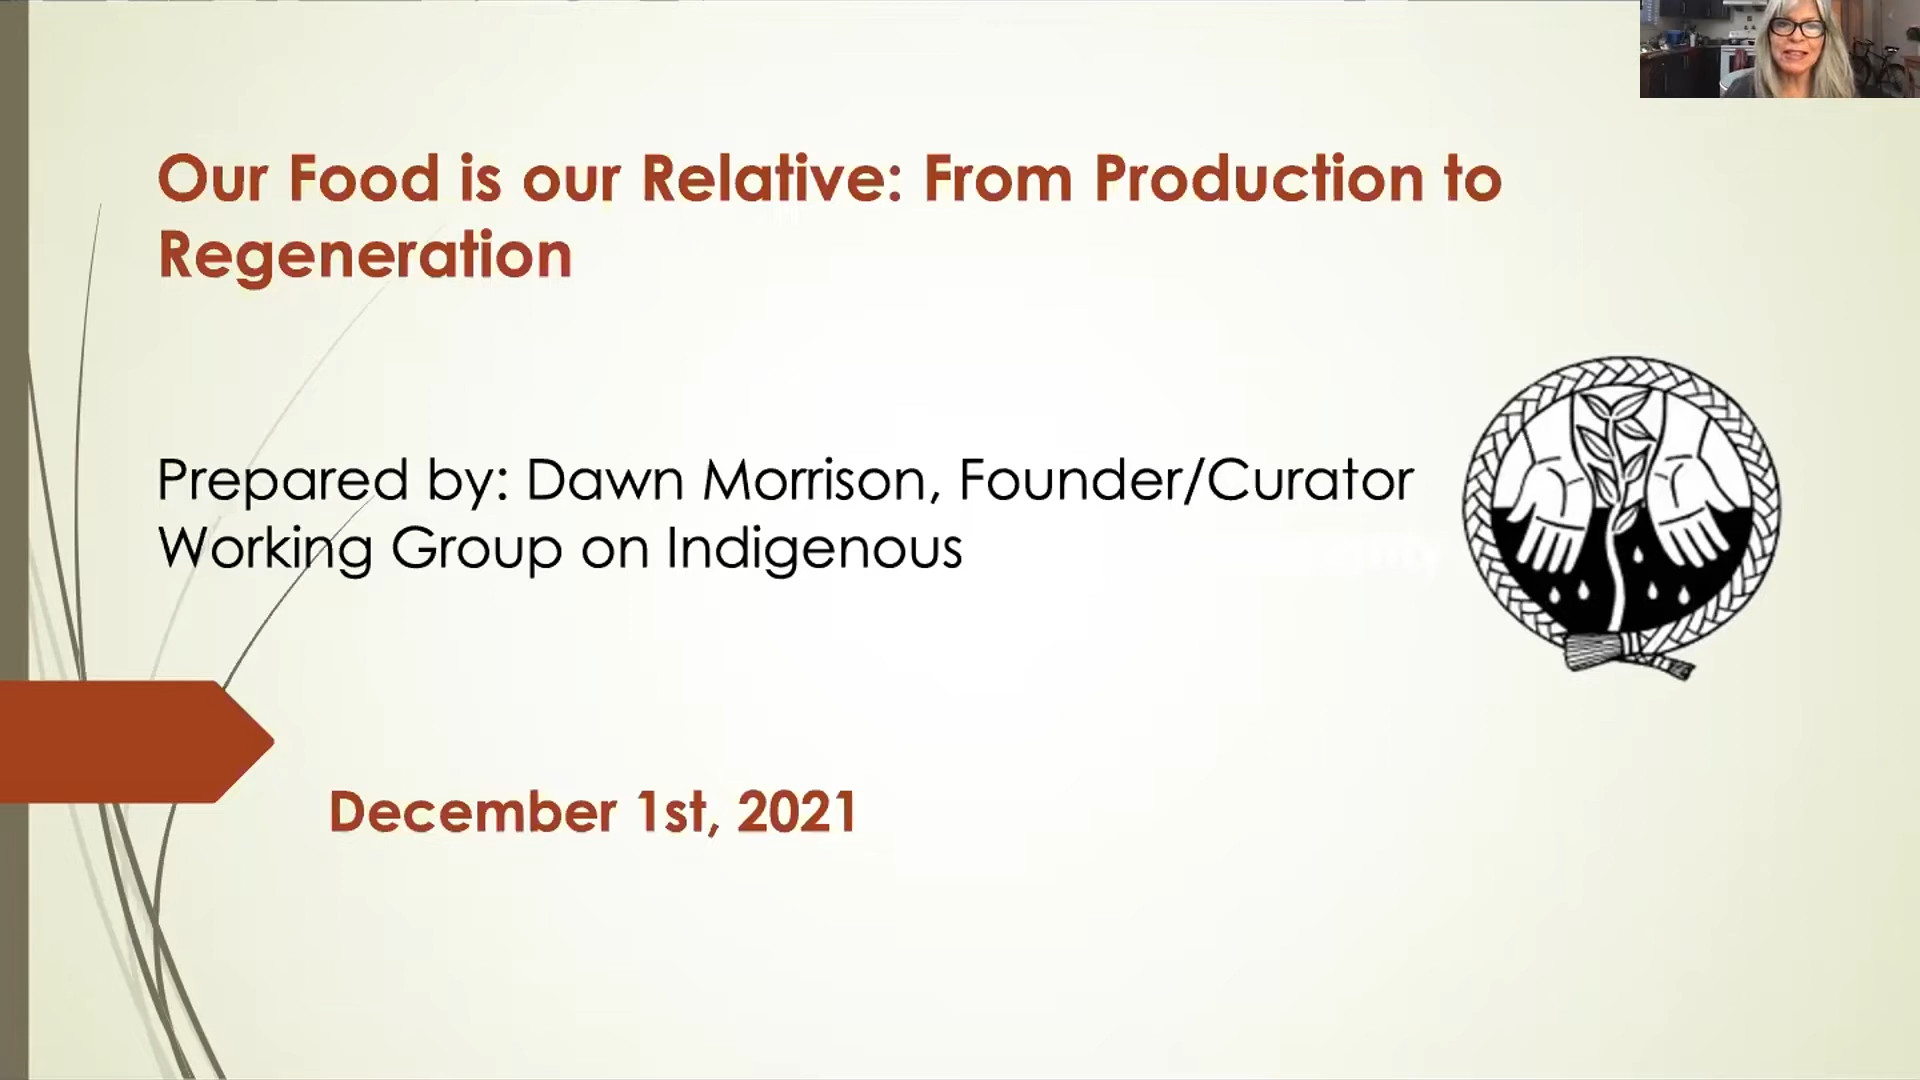 Our Food is our Relative: From Production to
Regeneration
Prepared by: Dawn Morrison, Founder/Curator
Working Group on Indigenous
December 1st, 2021